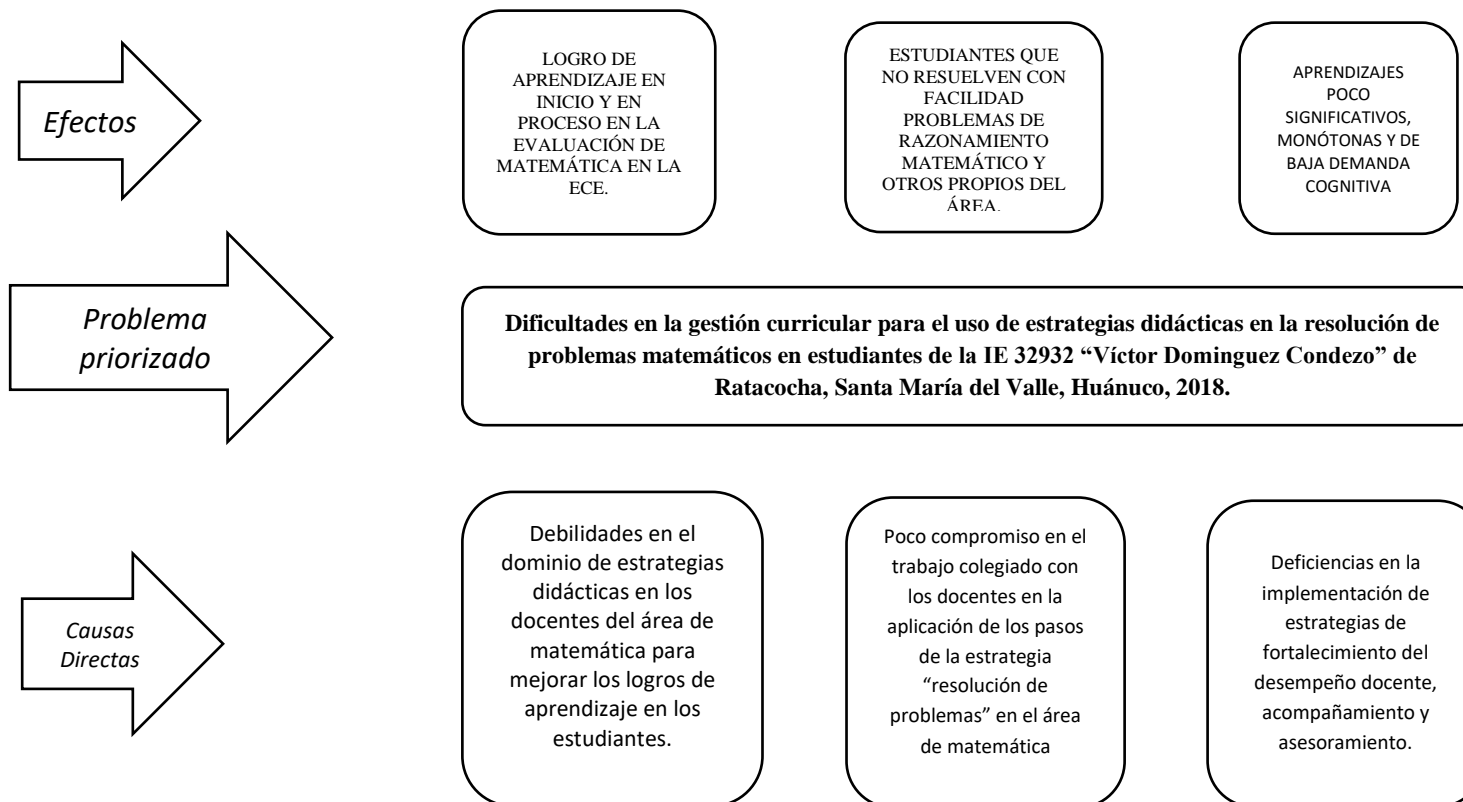 Efectos
LOGRO DE
APRENDIZAJE EN
INICIO Y EN
PROCESO EN LA
EVALUACIÓN DE
MATEMÁTICA EN LA
ECE.
ESTUDIANTES QUE
NO RESUELVEN CON
FACILIDAD
PROBLEMAS DE
RAZONAMIENTO
MATEMÁTICO Y
OTROS PROPIOS DEL
ÁREA.
APRENDIZAJES
POCO
SIGNIFICATIVOS,
MONÓTONAS Y DE
BAJA DEMANDA
COGNITIVA
Problema
priorizado
Dificultades en la gestión curricular para el uso de estrategias didácticas en la resolución de
problemas matemáticos en estudiantes de la IE 32932 “Víctor Dominguez Condezo” de
Ratacocha, Santa María del Valle, Huánuco, 2018.
Causas
Directas
Debilidades en el
dominio de estrategias
didácticas en los
docentes del área de
matemática para
mejorar los logros de
aprendizaje en los
estudiantes.
Poco compromiso en el
trabajo colegiado con
los docentes en la
aplicación de los pasos
de la estrategia
“resolución de
problemas” en el área
de matemática
Deficiencias en la
implementación de
estrategias de
fortalecimiento del
desempeño docente,
acompañamiento y
asesoramiento.